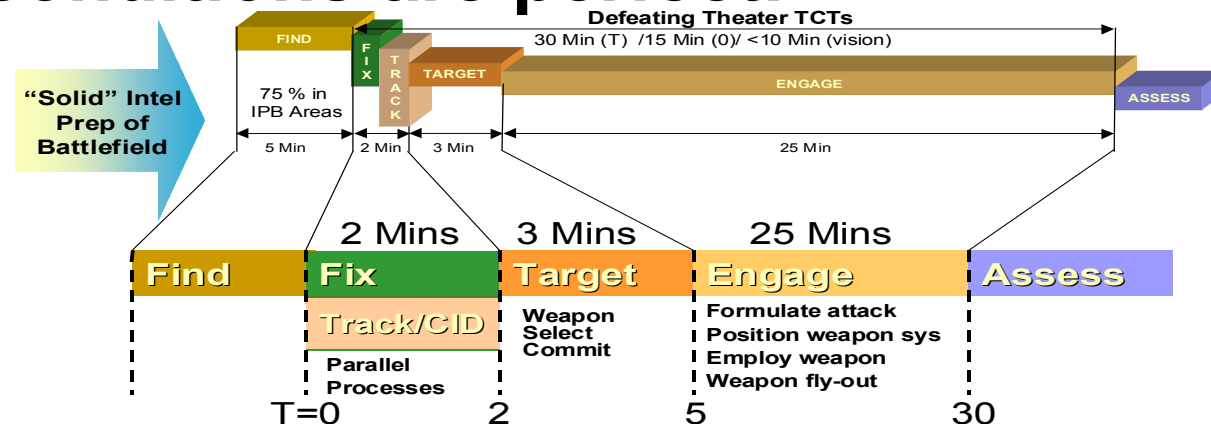 Defeating Theater TCTs
30 Min (T) /15 Min (0)/ <10 Min (vision)
FIND
FIX
TRACK
TARGET
ENGAGE
ASSESS
“Solid” Intel
Prep of
Battlefield
75 % in
IPB Areas
5 Min
2 Min
3 Min
25 Min
2 Mins
3 Mins
25 Mins
Find
Fix
Target
Engage
Assess
Track/CID
Parallel
Processes
Weapon
Select
Commit
Formulate attack
Position weapon sys
Employ weapon
Weapon fly-out
T=0
2
5
30